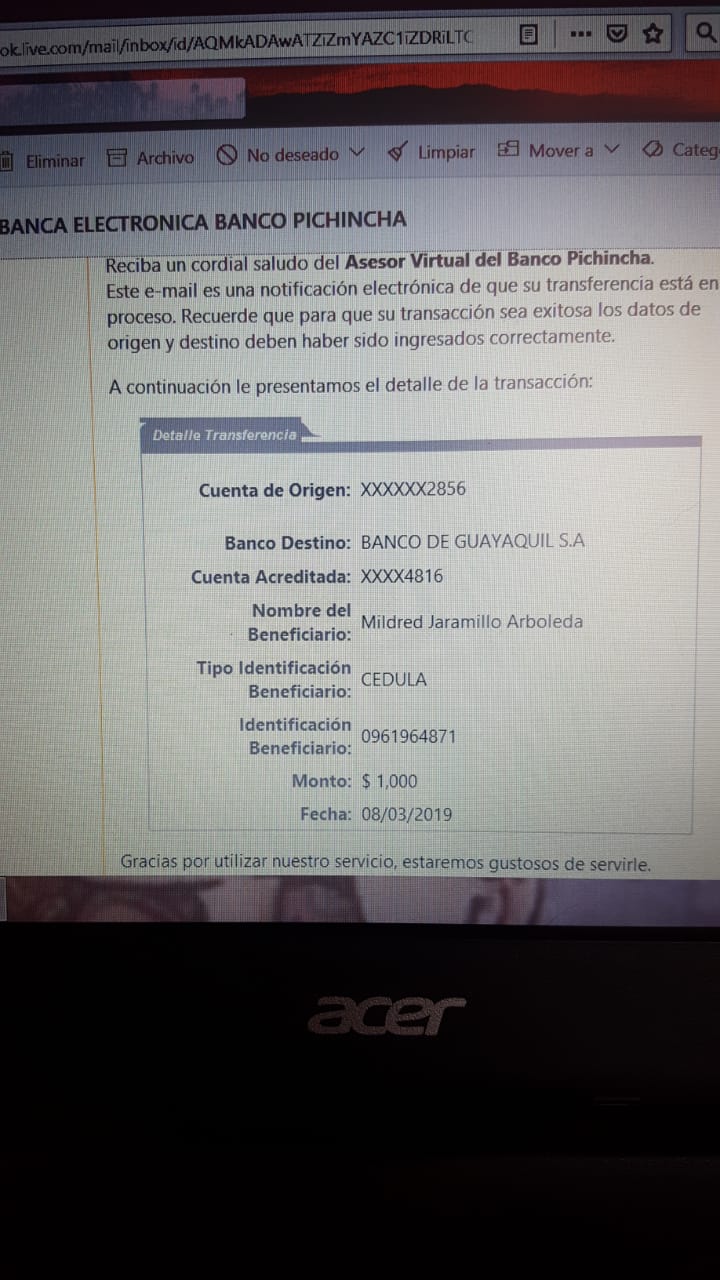 ok.live.com/mail/inbox/id/AQMkADAwATZiZmYAZC1iZDRiLTC
Eliminar Archivo No deseado Limpiar Mover a Categ
BANCA ELECTRONICA BANCO PICHINCHA
Reciba un cordial saludo del Asesor Virtual del Banco Pichincha.
Este e-mail es una notificación electrónica de que su transferencia está en
proceso. Recuerde que para que su transacción sea exitosa los datos de
origen y destino deben haber sido ingresados correctamente.
A continuación le presentamos el detalle de la transacción:
Detalle Transferencia
Cuenta de Origen: XXXXXX2856
Banco Destino: BANCO DE GUAYAQUIL S.A
Cuenta Acreditada: XXXX4816
Nombre del
Beneficiario: Mildred Jaramillo Arboleda
Tipo Identificación
Beneficiario: CEDULA
Identificación
Beneficiario: 0961964871
Monto: $ 1,000
Fecha: 08/03/2019
Gracias por utilizar nuestro servicio, estaremos gustosos de servirle.
acer